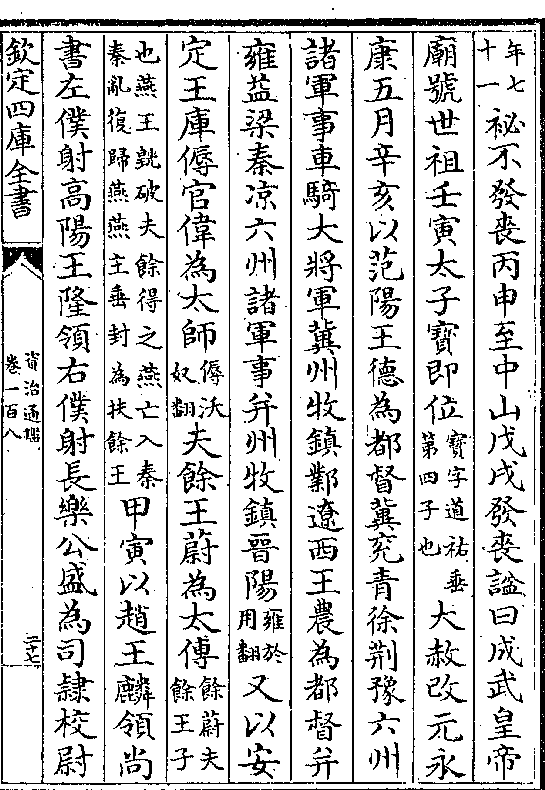 年七十一祕不發喪丙申至中山戊戌發喪諡曰成武皇帝
廟號世祖壬寅太子寶即位寶字道祐垂第四子也大赦改元永
康五月辛亥以范陽王德為都督冀兖青徐荆豫六州
諸軍事車騎大將軍冀州牧鎮鄴遼西王農為都督并
雍益梁秦凉六州諸軍事并州牧鎮晉陽雍於用翻又以安
定王庫傉官偉為太師傉沃奴翻夫餘王蔚為太傅餘蔚夫餘王子
也燕王皝破夫餘得之燕亡入秦秦亂復歸燕燕主垂封為扶餘王甲寅以趙王麟領尚
書左僕射高陽王隆領右僕射長樂公盛為司隸校尉
欽定四庫全書
資治通鑑
卷一百八
二十七